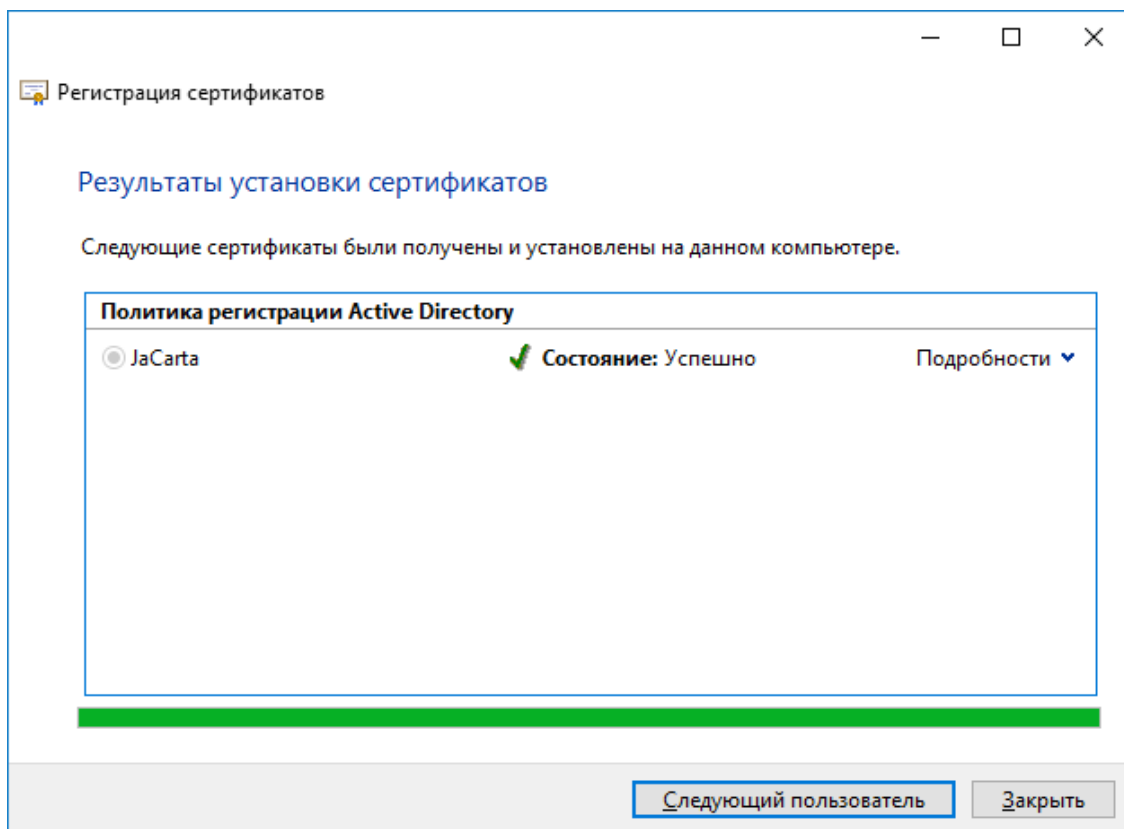 Регистрация сертификатов
Результаты установки сертификатов
Следующие сертификаты были получены и установлены на данном компьютере.
Политика регистрации Active Directory
JaCarta Состояние: Успешно Подробности
Следующий пользователь Закрыть